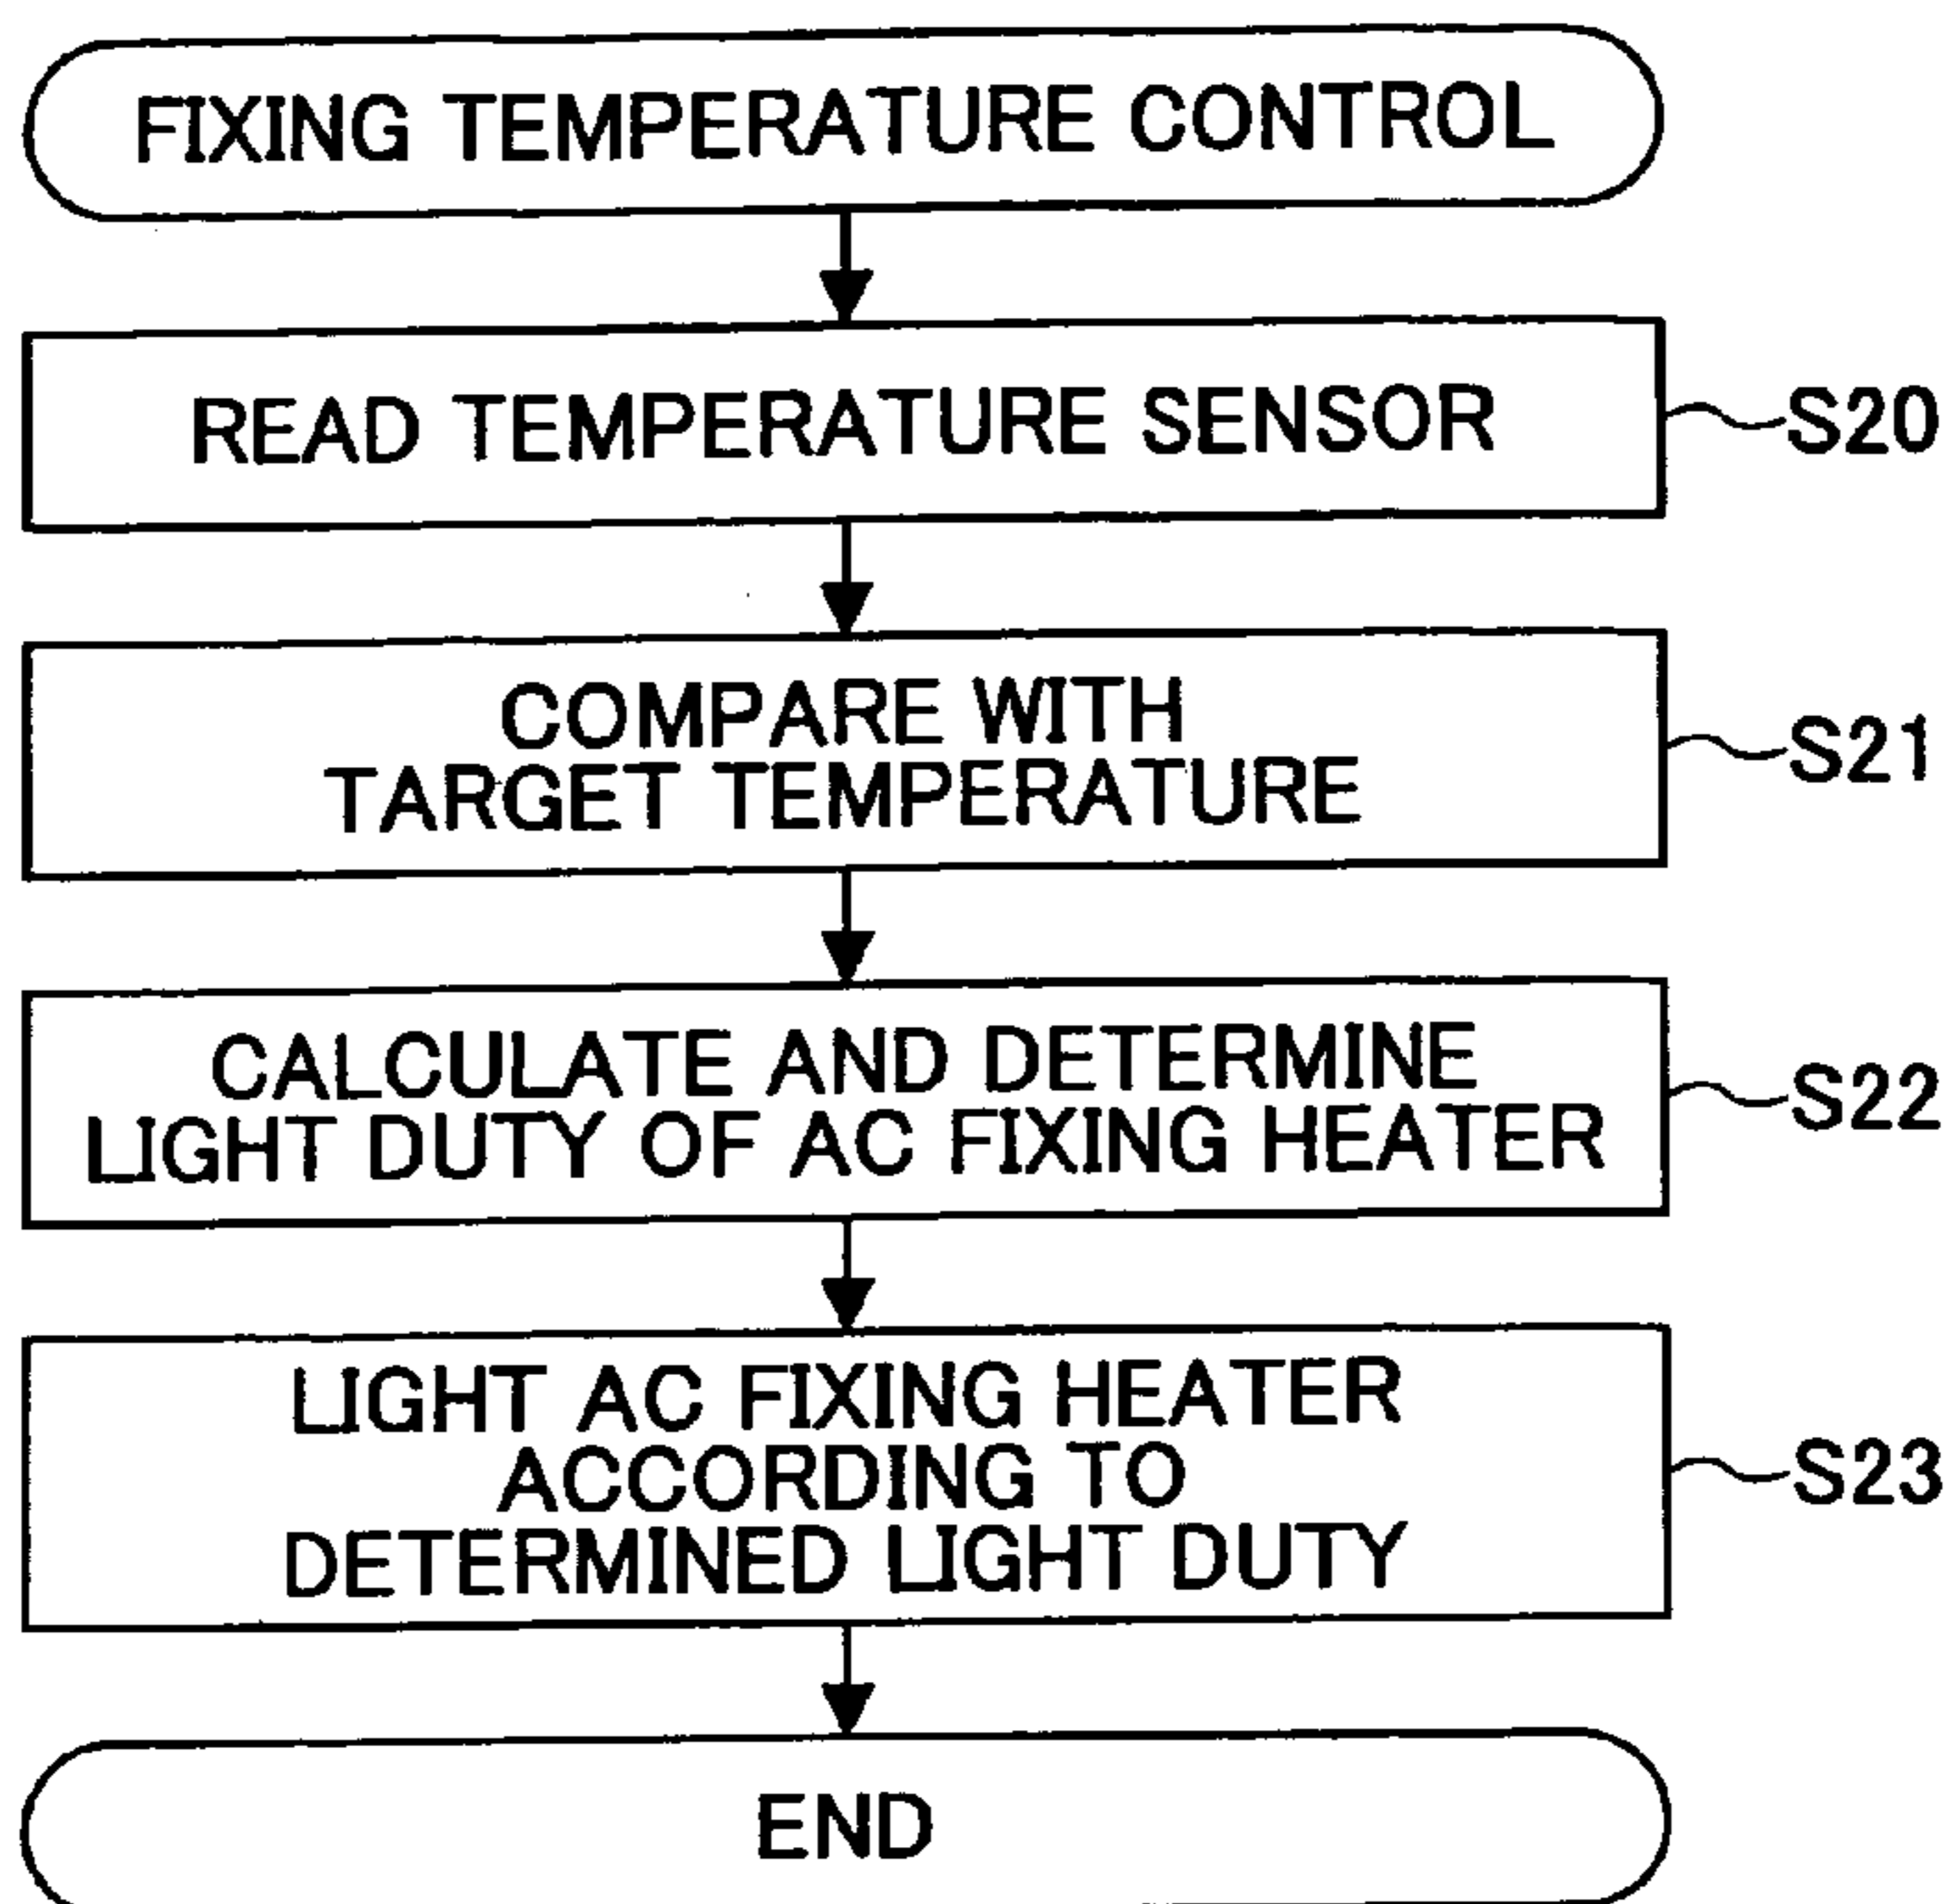 FIXING TEMPERATURE CONTROL
READ TEMPERATURE SENSOR
S20
COMPARE WITH
TARGET TEMPERATURE
S21
CALCULATE AND DETERMINE
LIGHT DUTY OF AC FIXING HEATER
S22
LIGHT AC FIXING HEATER
ACCORDING TO
DETERMINED LIGHT DUTY
S23
END